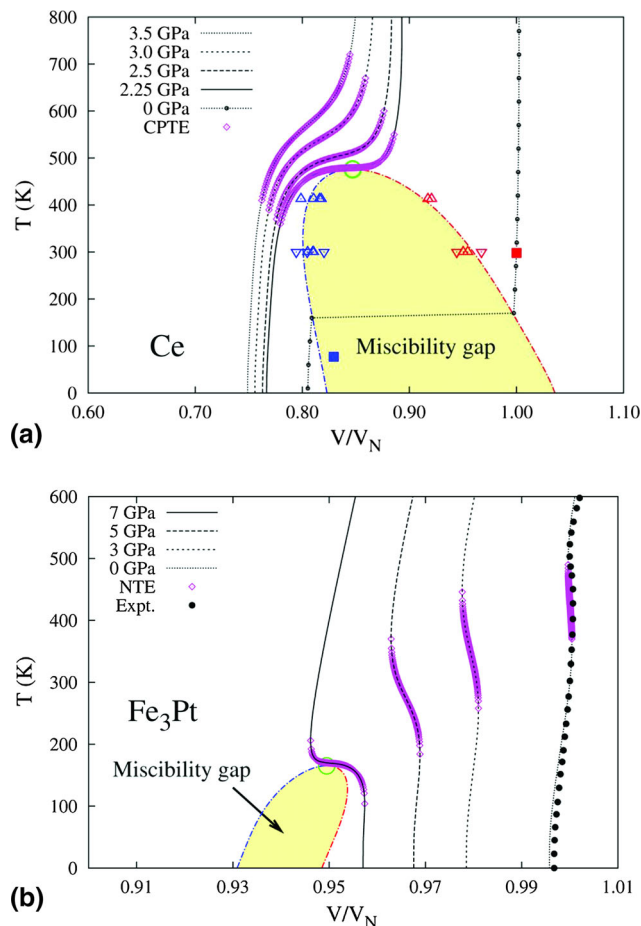 800
700
600
500
400
300
200
100
0
T (K)
3.5 GPa
3.0 GPa
2.5 GPa
2.25 GPa
0 GPa
CPTE
Ce
Miscibility gap
0.60
0.70
0.80
0.90
1.00
1.10
V/V_N
(a)
600
500
400
300
200
100
0
T (K)
7 GPa
5 GPa
3 GPa
0 GPa
NTE
Expt.
Fe₃Pt
Miscibility gap
0.91
0.93
0.95
0.97
0.99
1.01
V/V_N
(b)